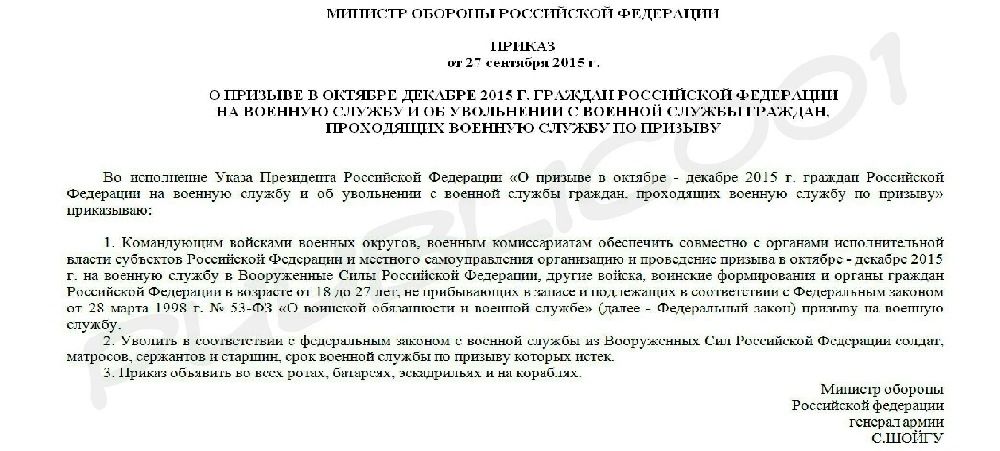 МИНИСТР ОБОРОНЫ РОССИЙСКОЙ ФЕДЕРАЦИИ
ПРИКАЗ
от 27 сентября 2015 г.
О ПРИЗЫВЕ В ОКТЯБРЕ-ДЕКАБРЕ 2015 Г. ГРАЖДАН РОССИЙСКОЙ ФЕДЕРАЦИИ
НА ВОЕННУЮ СЛУЖБУ И ОБ УВОЛЬНЕНИИ С ВОЕННОЙ СЛУЖБЫ ГРАЖДАН,
ПРОХОДЯЩИХ ВОЕННУЮ СЛУЖБУ ПО ПРИЗЫВУ
Во исполнение Указа Президента Российской Федерации «О призыве в октябре - декабре 2015 г. граждан Российской
Федерации на военную службу и об увольнении с военной службы граждан, проходящих военную службу по призыву»
приказываю:
1. Командующим войсками военных округов, военным комиссариатам обеспечить совместно с органами исполнительной
власти субъектов Российской Федерации и местного самоуправления организацию и проведение призыва в октябре - декабре 2015
г. на военную службу в Вооруженные Силы Российской Федерации, другие войска, воинские формирования и органы граждан
Российской Федерации в возрасте от 18 до 27 лет, не прибывающих в запасе и подлежащих в соответствии с Федеральным законом
от 28 марта 1998 г. № 53-ФЗ «О воинской обязанности и военной службе» (далее - Федеральный закон) призыву на военную
службу.
2. Уволить в соответствии с федеральным законом с военной службы из Вооруженных Сил Российской Федерации солдат,
матросов, сержантов и старшин, срок военной службы по призыву которых истек.
3. Приказ объявить во всех ротах, батареях, эскадрильях и на кораблях.
Министр обороны
Российской федерации
генерал армии
С.ШОЙГУ
PUBLIC001